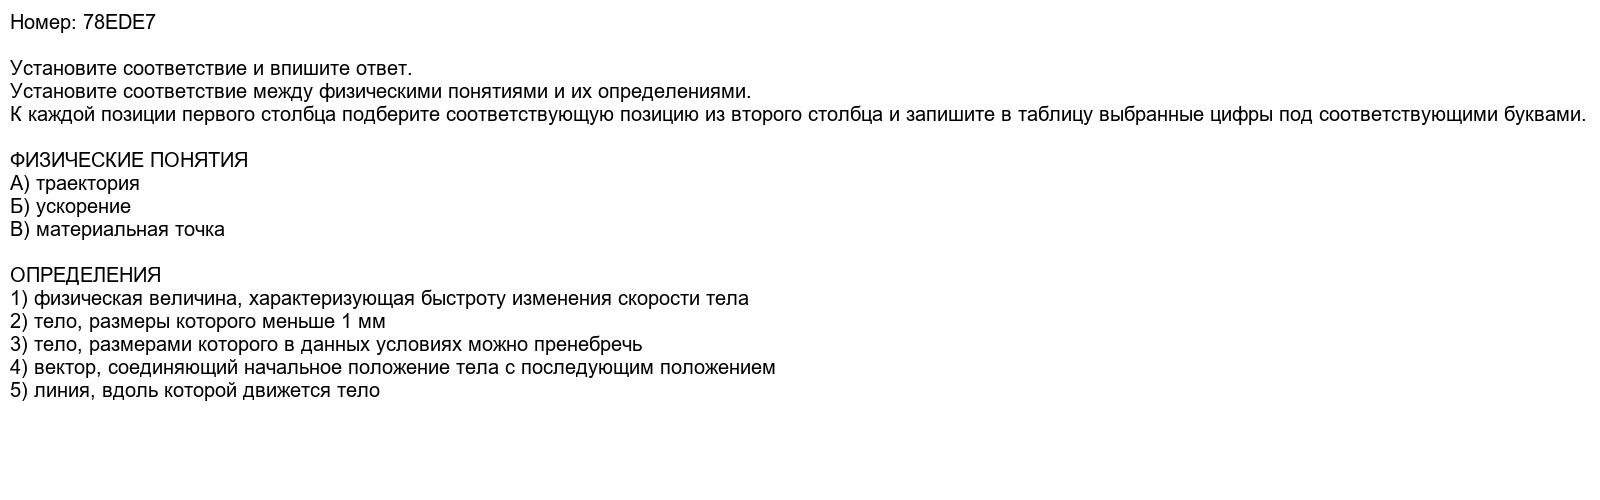 Номер: 78EDE7
Установите соответствие и впишите ответ.
Установите соответствие между физическими понятиями и их определениями.
К каждой позиции первого столбца подберите соответствующую позицию из второго столбца и запишите в таблицу выбранные цифры под соответствующими буквами.
ФИЗИЧЕСКИЕ ПОНЯТИЯ
А) траектория
Б) ускорение
В) материальная точка
ОПРЕДЕЛЕНИЯ
1) физическая величина, характеризующая быстроту изменения скорости тела
2) тело, размеры которого меньше 1 мм
3) тело, размерами которого в данных условиях можно пренебречь
4) вектор, соединяющий начальное положение тела с последующим положением
5) линия, вдоль которой движется тело